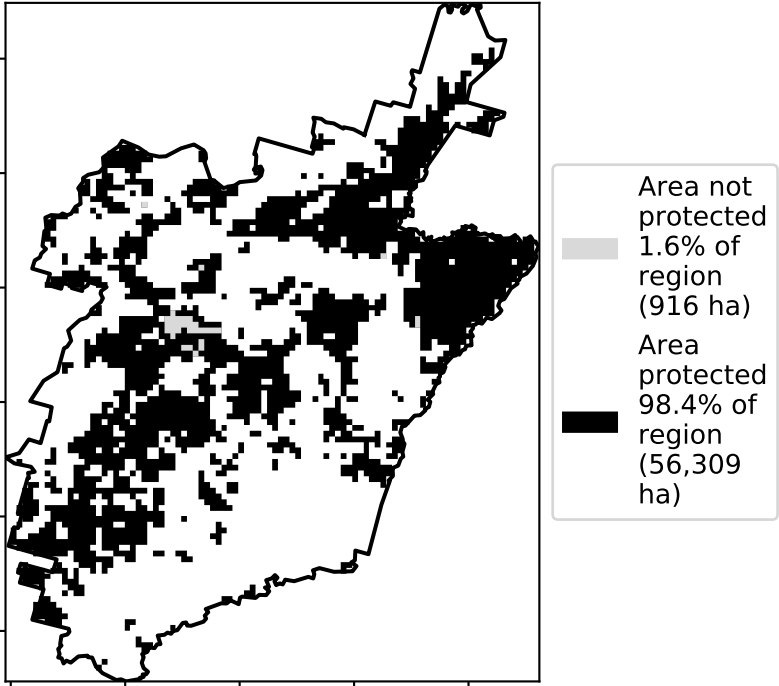 Area not
protected
1.6% of
region
(916 ha)
Area
protected
98.4% of
region
(56,309
ha)